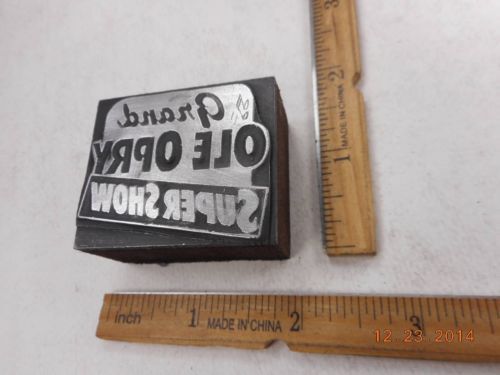 Grand
OLE OPRY
SUPER SHOW
3
2
MADE IN CHINA
1
inch 1 MADE IN CHINA 2 3
12 23 2014